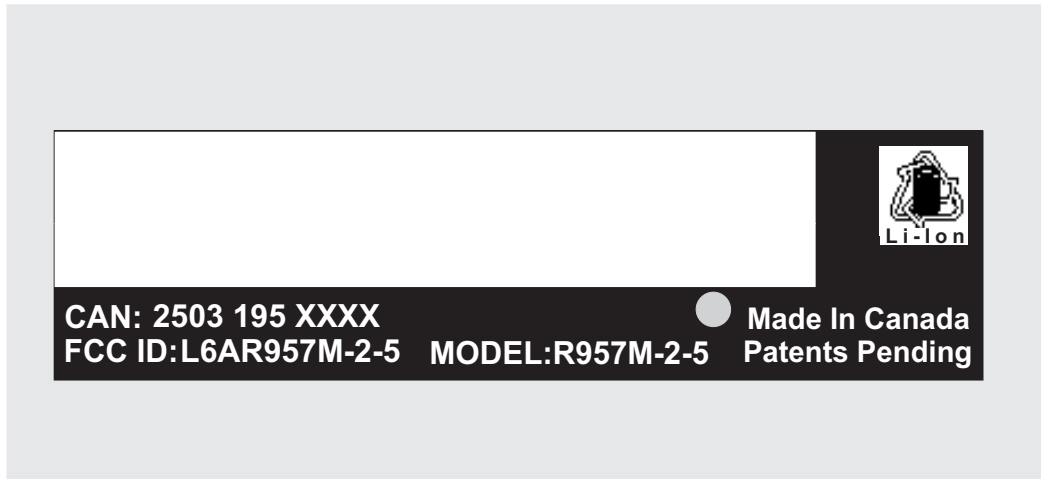 Li-Ion
CAN: 2503 195 XXXX
FCC ID:L6AR957M-2-5 MODEL:R957M-2-5
Made In Canada
Patents Pending